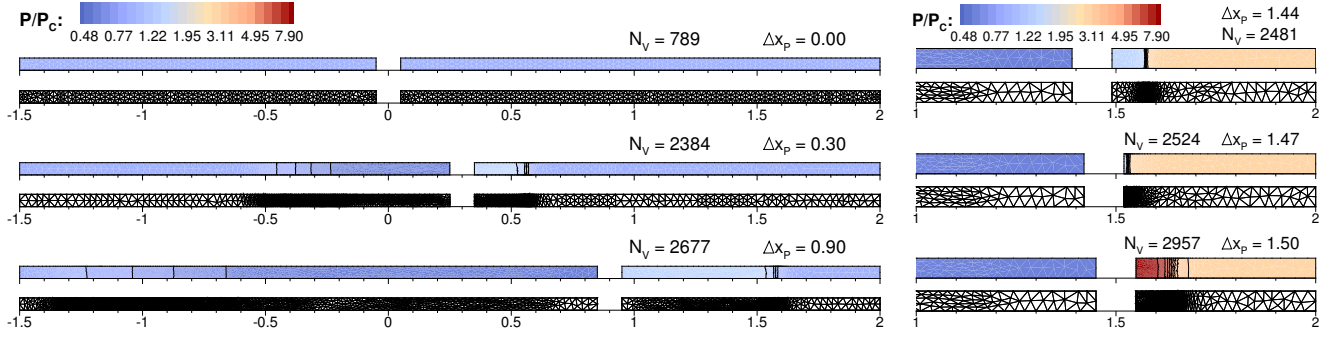 P/P_C:
0.48 0.77 1.22 1.95 3.11 4.95 7.90
N_V = 789 Δx_P = 0.00
-1.5 -1 -0.5 0 0.5 1 1.5 2
N_V = 2384 Δx_P = 0.30
-1.5 -1 -0.5 0 0.5 1 1.5 2
N_V = 2677 Δx_P = 0.90
-1.5 -1 -0.5 0 0.5 1 1.5 2
P/P_C:
0.48 0.77 1.22 1.95 3.11 4.95 7.90
Δx_P = 1.44
N_V = 2481
1 1.5 2
N_V = 2524 Δx_P = 1.47
1 1.5 2
N_V = 2957 Δx_P = 1.50
1 1.5 2